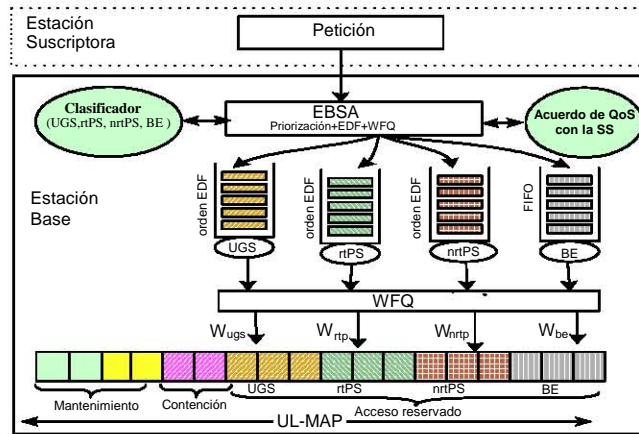 Estación
Suscriptora
Petición
Clasificador
(UGS,rtPS, nrtPS, BE )
EBSA
Priorización+EDF+WFQ
Acuerdo de QoS
con la SS
Estación
Base
orden EDF
orden EDF
orden EDF
FIFO
UGS
rtPS
nrtPS
BE
WFQ
Wugs
Wrtp
Wnrtp
Wbe
UGS
rtPS
nrtPS
BE
Mantenimiento
Contención
Acceso reservado
UL-MAP